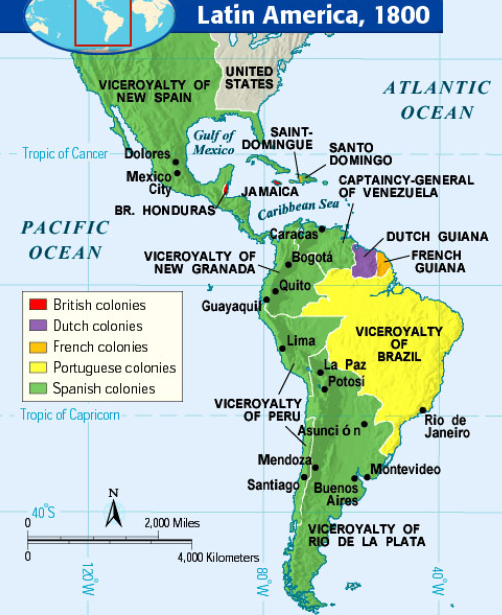 Latin America, 1800
VICEROYALTY OF
NEW SPAIN
UNITED
STATES
ATLANTIC
OCEAN
Gulf of
Mexico
SAINT-
DOMINGUE
SANTO
DOMINGO
Tropic of Cancer
Dolores
Mexico
City
JAMAICA
CAPTAINCY-GENERAL
OF VENEZUELA
BR. HONDURAS
Caribbean Sea
PACIFIC
OCEAN
Caracas
DUTCH GUIANA
VICEROYALTY OF
NEW GRANADA
Bogotá
FRENCH
GUIANA
Quito
Guayaquil
British colonies
Dutch colonies
French colonies
Portuguese colonies
Spanish colonies
VICEROYALTY
OF
BRAZIL
Lima
La Paz
Potosí
VICEROYALTY
OF PERU
Tropic of Capricorn
Asunci ó n
Rio de
Janeiro
Mendoza
Montevideo
Santiago
Buenos
Aires
N
40°S
0 2,000 Miles
0 4,000 Kilometers
VICEROYALTY OF
RIO DE LA PLATA
120°W
80°W
40°W